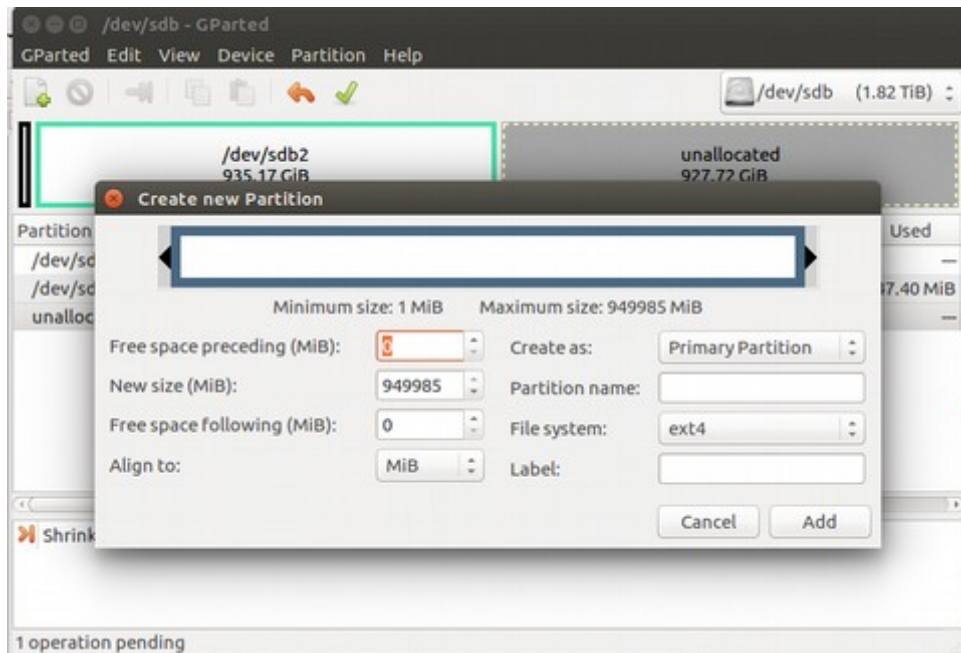 /dev/sdb - GParted
GParted Edit View Device Partition Help
/dev/sdb (1.82 TiB)
/dev/sdb2
935.17 GiB
unallocated
927.72 GiB
Create new Partition
Partition
Used
/dev/sd
—
/dev/sd
7.40 MiB
unalloc
—
Minimum size: 1 MiB Maximum size: 949985 MiB
Free space preceding (MiB): 0
Create as: Primary Partition
New size (MiB): 949985
Partition name:
Free space following (MiB): 0
File system: ext4
Align to: MiB
Label:
Cancel Add
Shrink
1 operation pending